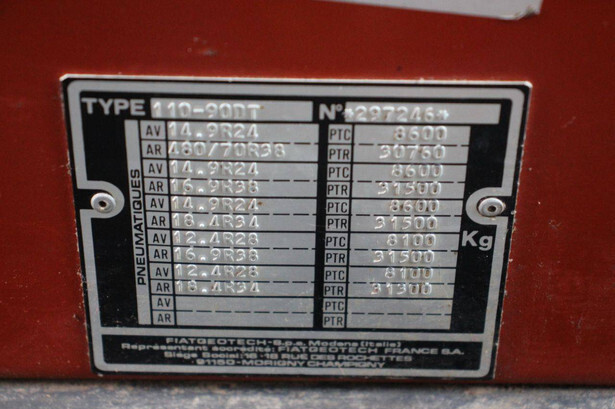 TYPE 110-90DT N° *297246*
PNEUMATIQUES
AV 14.9R24 PTC 8600
AR 480/70R38 PTR 30760
AV 14.9R24 PTC 8600
AR 16.9R38 PTR 31500
AV 14.9R24 PTC 8600
AR 18.4R34 PTR 31500
AV 12.4R28 PTC 8100 Kg
AR 16.9R38 PTR 31500
AV 12.4R28 PTC 8100
AR 18.4R34 PTR 31500
AV PTC
AR PTR
FIATGEOTECH-S.p.a. Modena (Italie)
Représentant accrédité: FIATGEOTECH FRANCE S.A.
Siège Social: 16-18 RUE DES ROCHETTES
91150-MORIGNY CHAMPIGNY